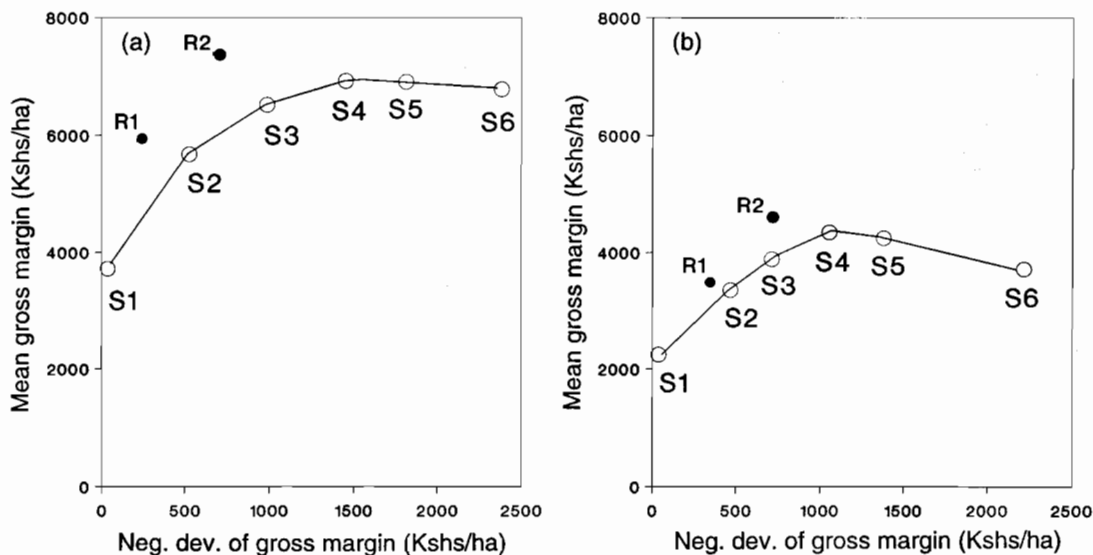 (a)
8000
6000
4000
2000
0
Mean gross margin (Kshs/ha)
R2
R1
S1
S2
S3
S4
S5
S6
0 500 1000 1500 2000 2500
Neg. dev. of gross margin (Kshs/ha)
(b)
8000
6000
4000
2000
0
Mean gross margin (Kshs/ha)
R2
R1
S1
S2
S3
S4
S5
S6
0 500 1000 1500 2000 2500
Neg. dev. of gross margin (Kshs/ha)